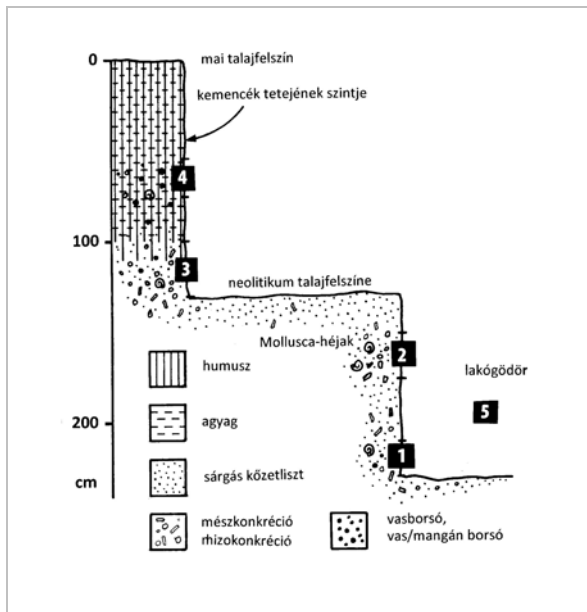 0
mai talajfelszín
kemencék tetejének szintje
4
100
3
neolitikum talajfelszíne
Mollusca-héjak
2
humusz
lakógödör
5
agyag
200
1
cm
sárgás kőzetliszt
mészkonkréció
rhizokonkréció
vasborsó,
vas/mangán borsó